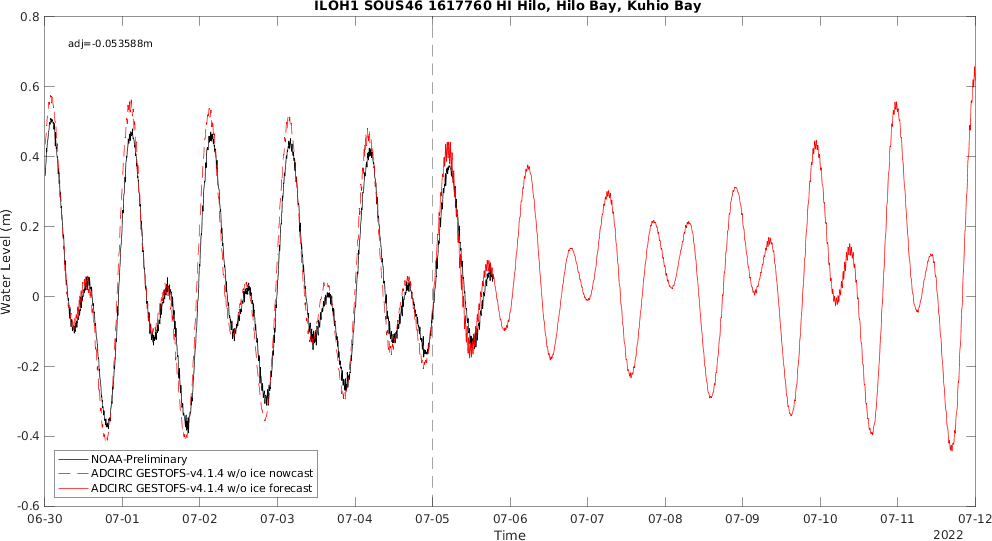 ILOH1 SOUS46 1617760 HI Hilo, Hilo Bay, Kuhio Bay
adj=-0.053588m
0.8
0.6
0.4
0.2
0
-0.2
-0.4
-0.6
Water Level (m)
NOAA-Preliminary
ADCIRC GESTOFS-v4.1.4 w/o ice nowcast
ADCIRC GESTOFS-v4.1.4 w/o ice forecast
06-30 07-01 07-02 07-03 07-04 07-05 07-06 07-07 07-08 07-09 07-10 07-11 07-12
Time
2022